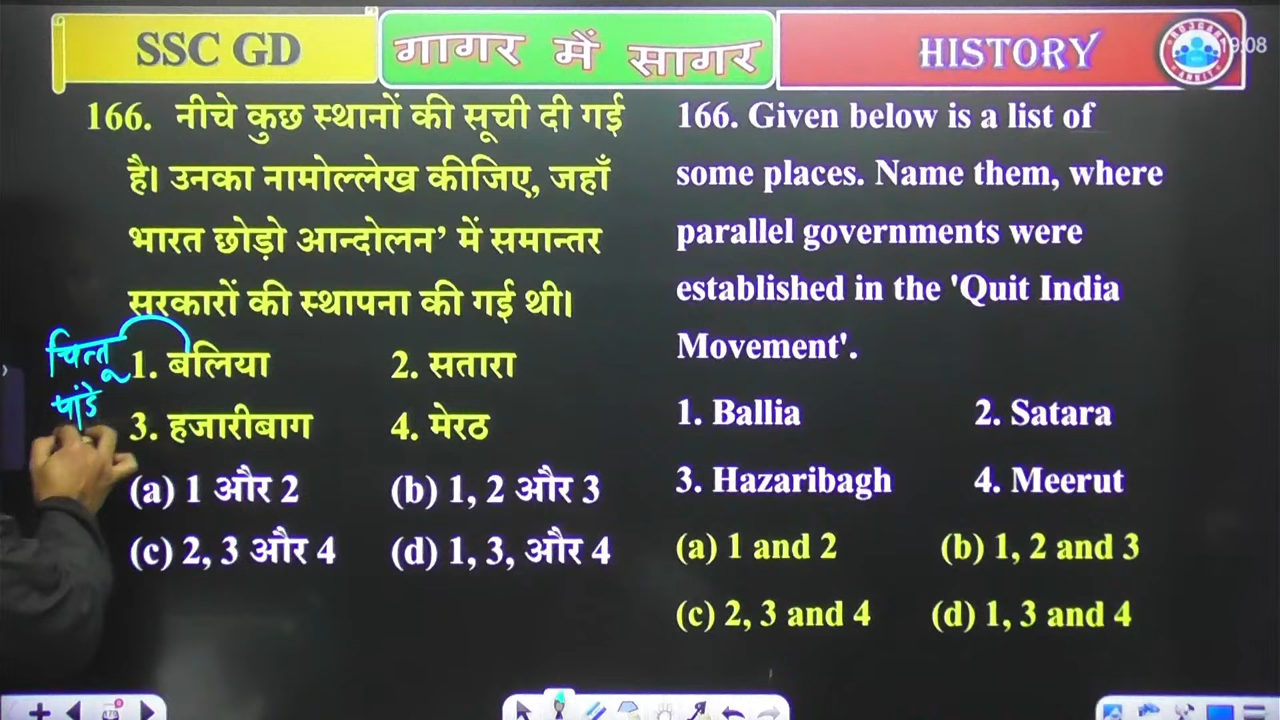 SSC GD
गागर में सागर
HISTORY
19:08
166. नीचे कुछ स्थानों की सूची दी गई
है। उनका नामोल्लेख कीजिए, जहाँ
भारत छोड़ो आन्दोलन’ में समान्तर
सरकारों की स्थापना की गई थी।
चित्तू
पांडे
1. बलिया 2. सतारा
3. हजारीबाग 4. मेरठ
(a) 1 और 2 (b) 1, 2 और 3
(c) 2, 3 और 4 (d) 1, 3, और 4
166. Given below is a list of
some places. Name them, where
parallel governments were
established in the 'Quit India
Movement'.
1. Ballia 2. Satara
3. Hazaribagh 4. Meerut
(a) 1 and 2 (b) 1, 2 and 3
(c) 2, 3 and 4 (d) 1, 3 and 4